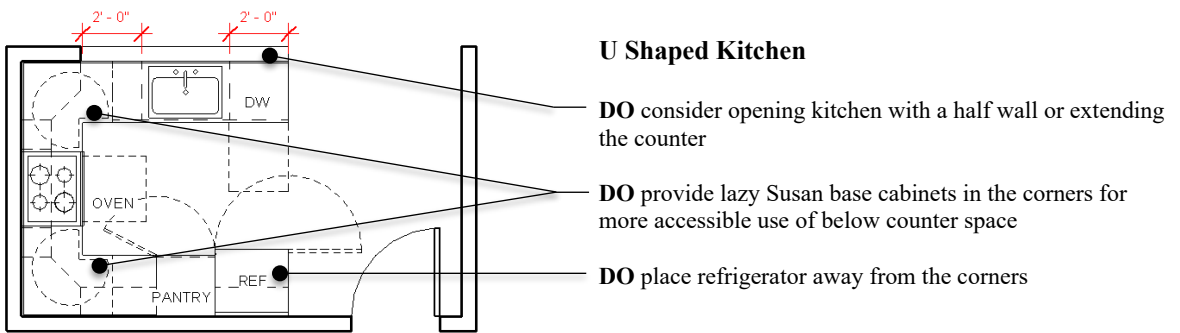 2' - 0"
2' - 0"
U Shaped Kitchen
DW
DO consider opening kitchen with a half wall or extending
the counter
OVEN
DO provide lazy Susan base cabinets in the corners for
more accessible use of below counter space
PANTRY
REF
DO place refrigerator away from the corners